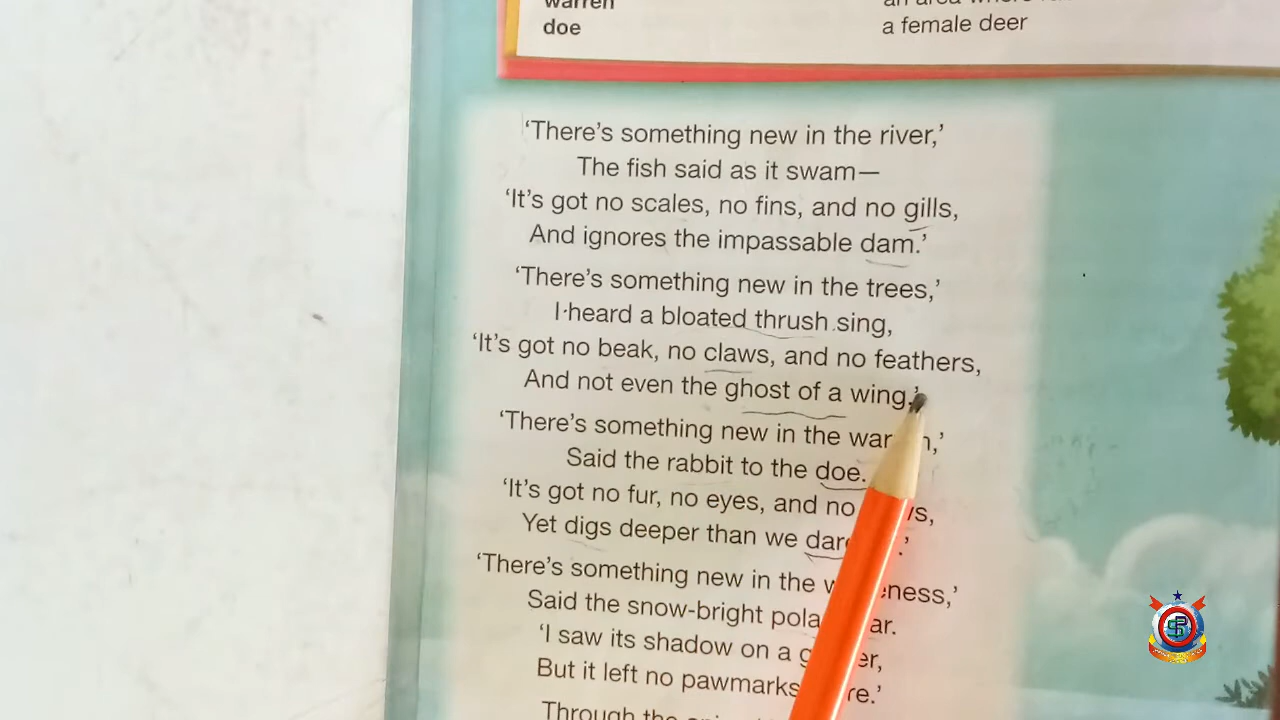 warren
doe
an area where
a female deer
‘There’s something new in the river,’
The fish said as it swam—
‘It’s got no scales, no fins, and no gills,
And ignores the impassable dam.’
‘There’s something new in the trees,’
I heard a bloated thrush sing,
‘It’s got no beak, no claws, and no feathers,
And not even the ghost of a wing.’
‘There’s something new in the
Said the rabbit to the doe.
‘It’s got no fur, no eyes, and no
Yet digs deeper than we
‘There’s something new in the
Said the snow-bright
‘I saw its shadow on a
But it left no pawmarks
Through the